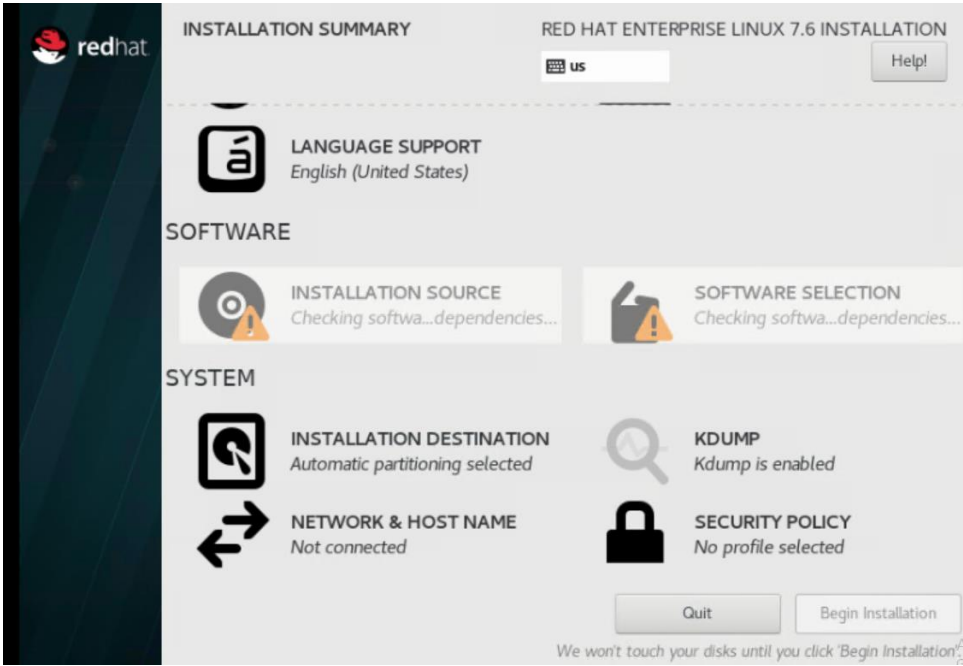 redhat
INSTALLATION SUMMARY
RED HAT ENTERPRISE LINUX 7.6 INSTALLATION
us
Help!
LANGUAGE SUPPORT
English (United States)
SOFTWARE
INSTALLATION SOURCE
Checking softwa...dependencies...
SOFTWARE SELECTION
Checking softwa...dependencies...
SYSTEM
INSTALLATION DESTINATION
Automatic partitioning selected
KDUMP
Kdump is enabled
NETWORK & HOST NAME
Not connected
SECURITY POLICY
No profile selected
Quit
Begin Installation
We won't touch your disks until you click 'Begin Installation'.